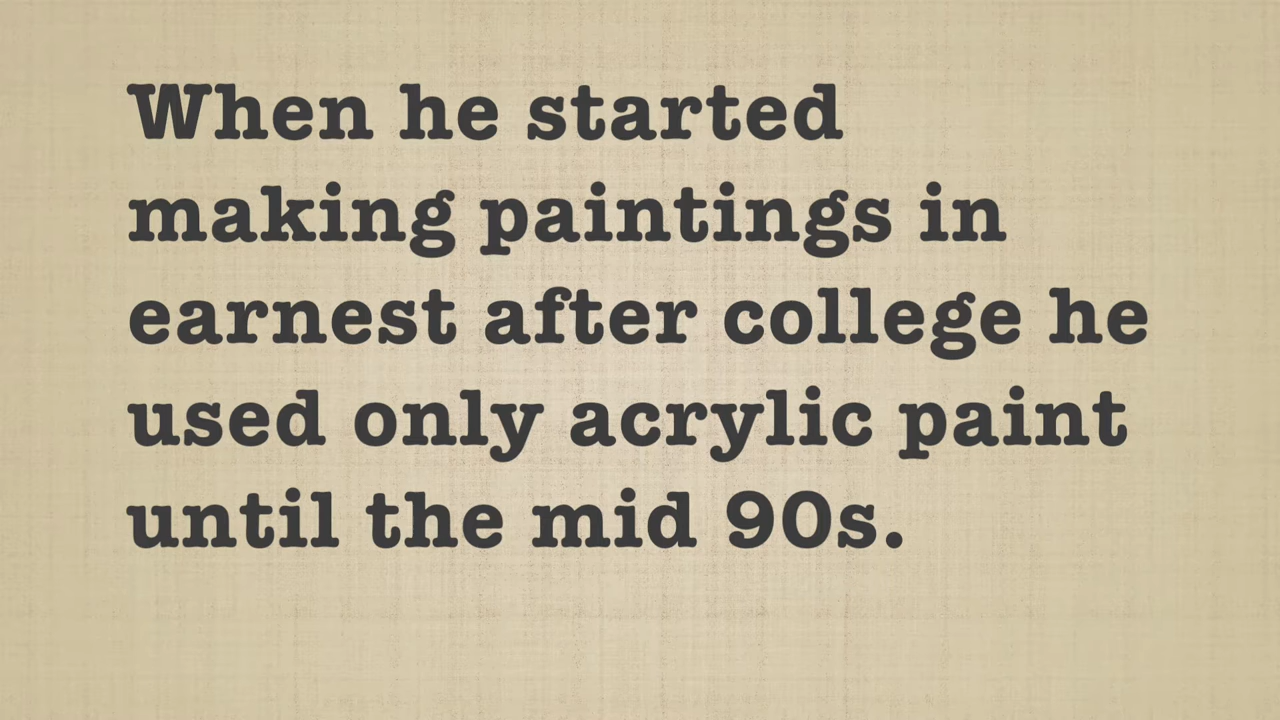 When he started
making paintings in
earnest after college he
used only acrylic paint
until the mid 90s.